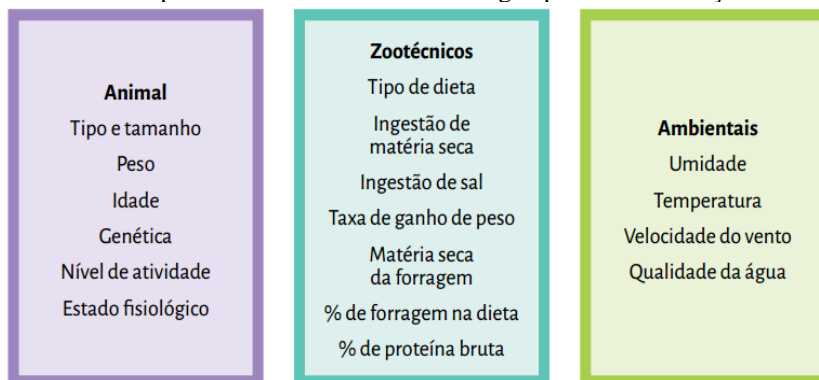 Animal
Tipo e tamanho
Peso
Idade
Genética
Nível de atividade
Estado fisiológico
Zootécnicos
Tipo de dieta
Ingestão de
matéria seca
Ingestão de sal
Taxa de ganho de peso
Matéria seca
da forragem
% de forragem na dieta
% de proteína bruta
Ambientais
Umidade
Temperatura
Velocidade do vento
Qualidade da água